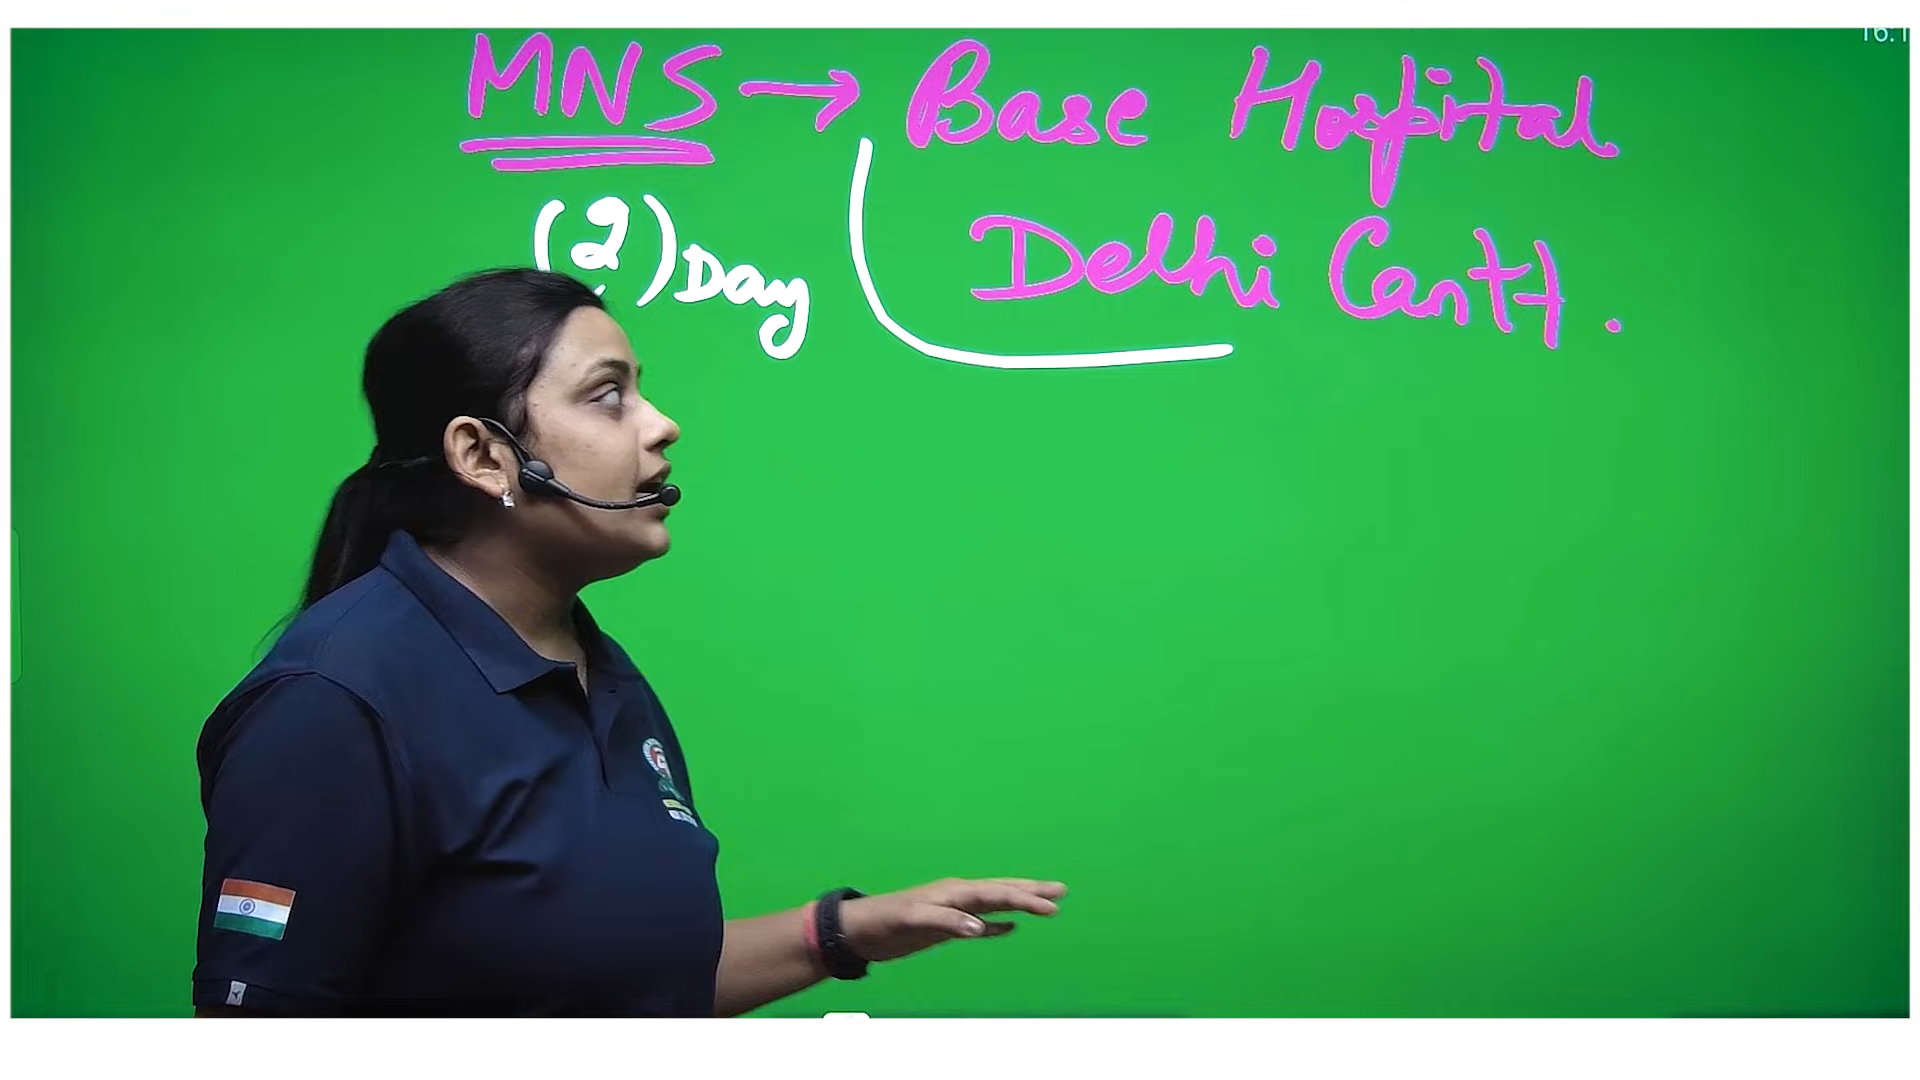 MNS → Base Hospital
Delhi Cantt.
(2) Day